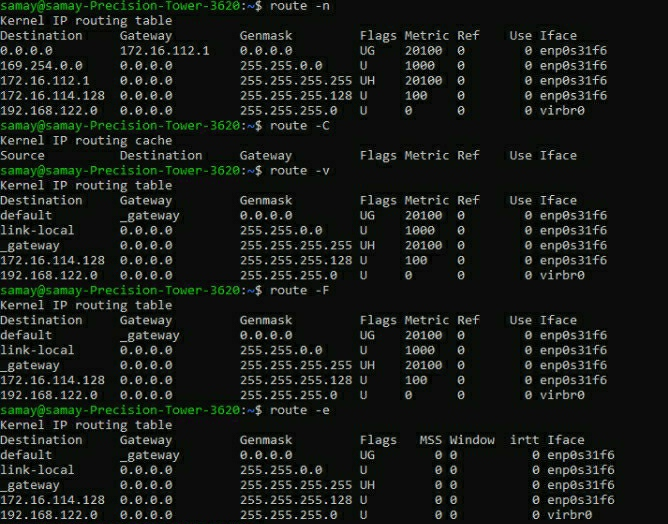 samay@samay-Precision-Tower-3620:~$ route -n
Kernel IP routing table
Destination     Gateway         Genmask         Flags Metric Ref    Use Iface
0.0.0.0         172.16.112.1    0.0.0.0         UG    20100  0        0 enp0s31f6
169.254.0.0     0.0.0.0         255.255.0.0     U     1000   0        0 enp0s31f6
172.16.112.1    0.0.0.0         255.255.255.255 UH    20100  0        0 enp0s31f6
172.16.114.128  0.0.0.0         255.255.255.128 U     100    0        0 enp0s31f6
192.168.122.0   0.0.0.0         255.255.255.0   U     0      0        0 virbr0
samay@samay-Precision-Tower-3620:~$ route -C
Kernel IP routing cache
Source          Destination     Gateway         Flags Metric Ref    Use Iface
samay@samay-Precision-Tower-3620:~$ route -v
Kernel IP routing table
Destination     Gateway         Genmask         Flags Metric Ref    Use Iface
default         _gateway        0.0.0.0         UG    20100  0        0 enp0s31f6
link-local      0.0.0.0         255.255.0.0     U     1000   0        0 enp0s31f6
_gateway        0.0.0.0         255.255.255.255 UH    20100  0        0 enp0s31f6
172.16.114.128  0.0.0.0         255.255.255.128 U     100    0        0 enp0s31f6
192.168.122.0   0.0.0.0         255.255.255.0   U     0      0        0 virbr0
samay@samay-Precision-Tower-3620:~$ route -F
Kernel IP routing table
Destination     Gateway         Genmask         Flags Metric Ref    Use Iface
default         _gateway        0.0.0.0         UG    20100  0        0 enp0s31f6
link-local      0.0.0.0         255.255.0.0     U     1000   0        0 enp0s31f6
_gateway        0.0.0.0         255.255.255.255 UH    20100  0        0 enp0s31f6
172.16.114.128  0.0.0.0         255.255.255.128 U     100    0        0 enp0s31f6
192.168.122.0   0.0.0.0         255.255.255.0   U     0      0        0 virbr0
samay@samay-Precision-Tower-3620:~$ route -e
Kernel IP routing table
Destination     Gateway         Genmask         Flags   MSS Window  irtt Iface
default         _gateway        0.0.0.0         UG        0 0          0 enp0s31f6
link-local      0.0.0.0         255.255.0.0     U         0 0          0 enp0s31f6
_gateway        0.0.0.0         255.255.255.255 UH        0 0          0 enp0s31f6
172.16.114.128  0.0.0.0         255.255.255.128 U         0 0          0 enp0s31f6
192.168.122.0   0.0.0.0         255.255.255.0   U         0 0          0 virbr0